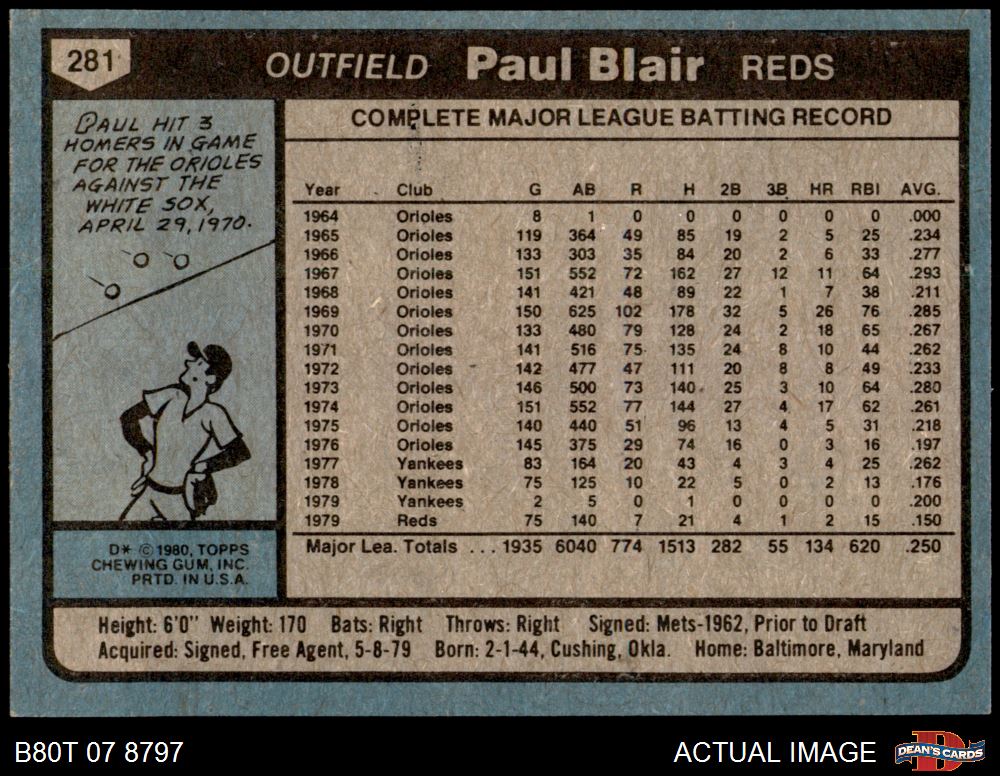 281 OUTFIELD Paul Blair REDS
PAUL HIT 3
HOMERS IN GAME
FOR THE ORIOLES
AGAINST THE
WHITE SOX,
APRIL 29, 1970.
D* © 1980, TOPPS
CHEWING GUM, INC.
PRTD. IN U.S.A.
COMPLETE MAJOR LEAGUE BATTING RECORD
Year Club G AB R H 2B 3B HR RBI AVG.
1964 Orioles 8 1 0 0 0 0 0 0 .000
1965 Orioles 119 364 49 85 19 2 5 25 .234
1966 Orioles 133 303 35 84 20 2 6 33 .277
1967 Orioles 151 552 72 162 27 12 11 64 .293
1968 Orioles 141 421 48 89 22 1 7 38 .211
1969 Orioles 150 625 102 178 32 5 26 76 .285
1970 Orioles 133 480 79 128 24 2 18 65 .267
1971 Orioles 141 516 75 135 24 8 10 44 .262
1972 Orioles 142 477 47 111 20 8 8 49 .233
1973 Orioles 146 500 73 140 25 3 10 64 .280
1974 Orioles 151 552 77 144 27 4 17 62 .261
1975 Orioles 140 440 51 96 13 4 5 31 .218
1976 Orioles 145 375 29 74 16 0 3 16 .197
1977 Yankees 83 164 20 43 4 3 4 25 .262
1978 Yankees 75 125 10 22 5 0 2 13 .176
1979 Yankees 2 5 0 1 0 0 0 0 .200
1979 Reds 75 140 7 21 4 1 2 15 .150
Major Lea. Totals ... 1935 6040 774 1513 282 55 134 620 .250
Height: 6'0" Weight: 170 Bats: Right Throws: Right Signed: Mets-1962, Prior to Draft
Acquired: Signed, Free Agent, 5-8-79 Born: 2-1-44, Cushing, Okla. Home: Baltimore, Maryland
B80T 07 8797 ACTUAL IMAGE D DEAN'S CARDS